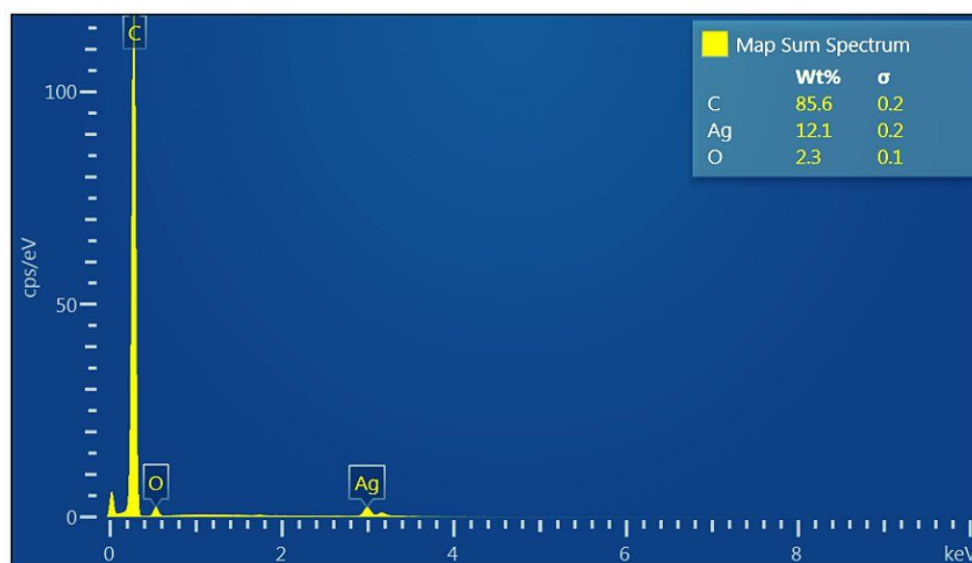 C
Map Sum Spectrum
Wt% σ
C 85.6 0.2
Ag 12.1 0.2
O 2.3 0.1
100
cps/eV
50
O
Ag
0
0 2 4 6 8 keV